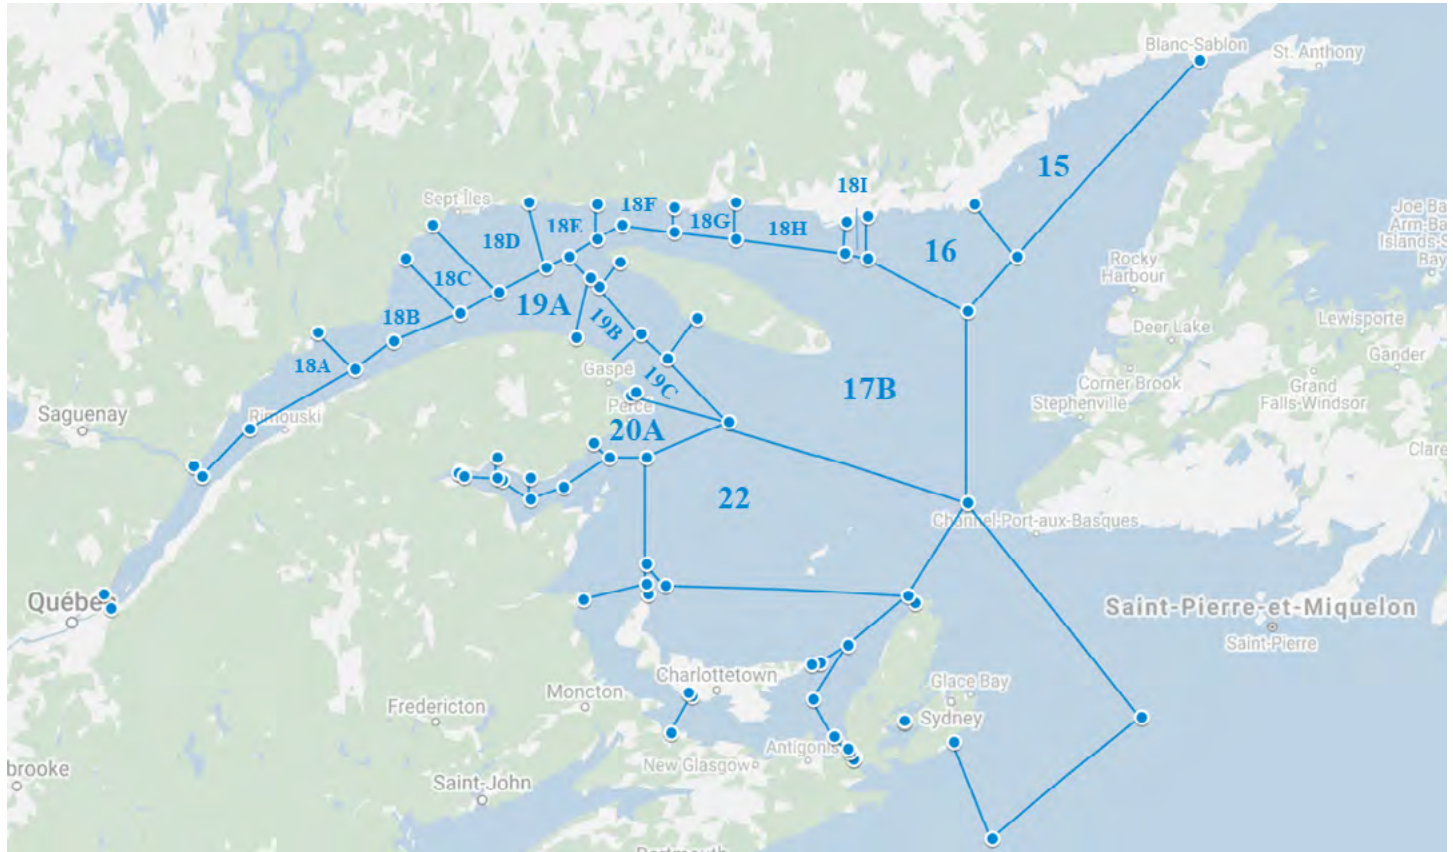 Blanc-Sablon
St. Anthony
15
Sept Îles
18I
18F
18G
18H
18E
18D
16
Rocky
Harbour
18C
19A
19B
18B
Deer Lake
Lewisporte
Gander
18A
Gaspé
19C
17B
Corner Brook
Stephenville
Grand
Falls-Windsor
Saguenay
Rimouski
Percé
20A
22
Channel-Port-aux-Basques
Saint-Pierre-et-Miquelon
Saint-Pierre
Charlottetown
Glace Bay
Moncton
Fredericton
Sydney
Antigonis
New Glasgow
brooke
Saint-John